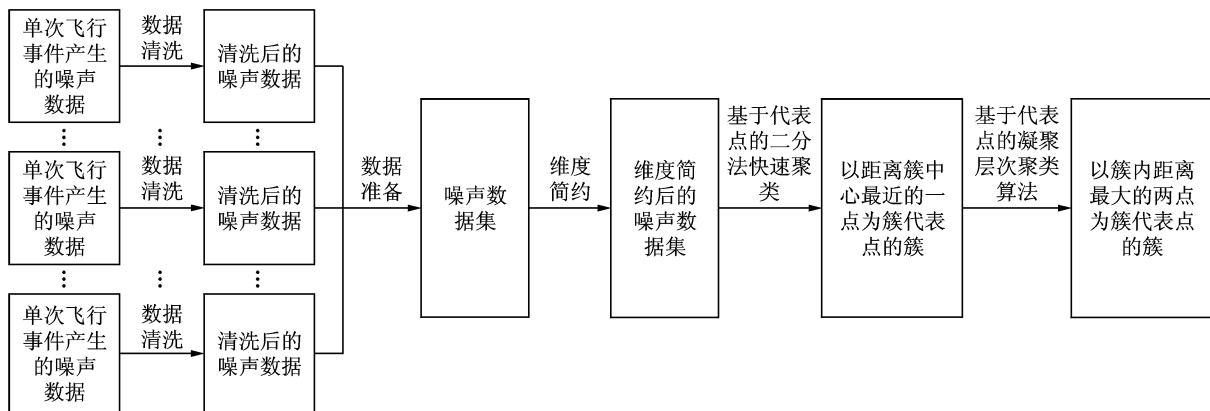 单次飞行
事件产生
的噪声
数据
数据
清洗
清洗后的
噪声数据
单次飞行
事件产生
的噪声
数据
数据
清洗
清洗后的
噪声数据
单次飞行
事件产生
的噪声
数据
数据
清洗
清洗后的
噪声数据
数据
准备
噪声数
据集
维度
简约
维度简
约后的
噪声数
据集
基于代表
点的二分
法快速聚
类
以距离簇中
心最近的一
点为簇代表
点的簇
基于代表
点的凝聚
层次聚类
算法
以簇内距离
最大的两点
为簇代表点
的簇